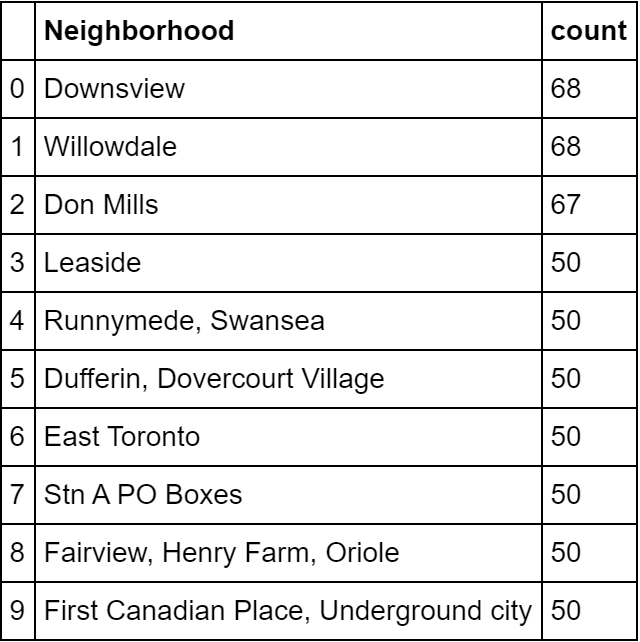 Neighborhood count
0 Downsview 68
1 Willowdale 68
2 Don Mills 67
3 Leaside 50
4 Runnymede, Swansea 50
5 Dufferin, Dovercourt Village 50
6 East Toronto 50
7 Stn A PO Boxes 50
8 Fairview, Henry Farm, Oriole 50
9 First Canadian Place, Underground city 50